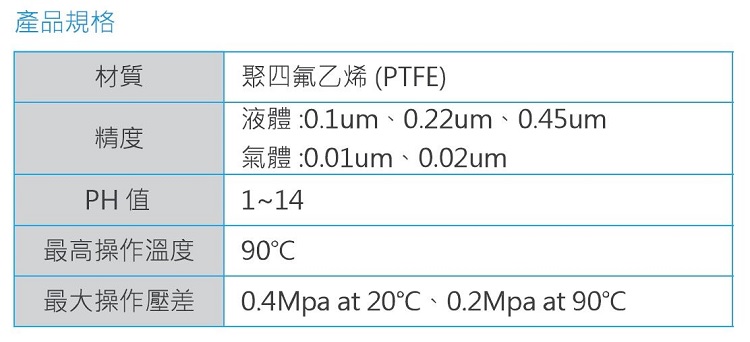 產品規格
材質 聚四氟乙烯 (PTFE)
精度 液體 :0.1um、0.22um、0.45um
氣體 :0.01um、0.02um
PH 值 1~14
最高操作溫度 90℃
最大操作壓差 0.4Mpa at 20℃、0.2Mpa at 90℃